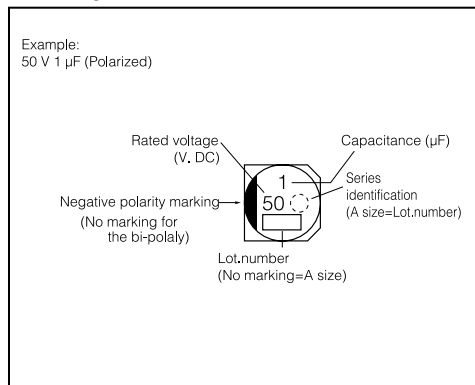 Example:
50 V 1 µF (Polarized)
Rated voltage
(V. DC)
Capacitance (µF)
1
50
Series
identification
(A size=Lot.number)
Negative polarity marking
(No marking for
the bi-polaly)
Lot.number
(No marking=A size)